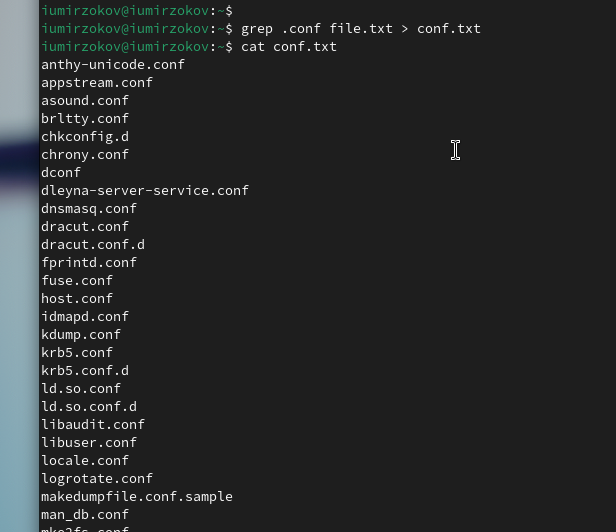 iumirzokov@iumirzokov:~$
iumirzokov@iumirzokov:~$ grep .conf file.txt > conf.txt
iumirzokov@iumirzokov:~$ cat conf.txt
anthy-unicode.conf
appstream.conf
asound.conf
brltty.conf
chkconfig.d
chrony.conf
dconf
dleyna-server-service.conf
dnsmasq.conf
dracut.conf
dracut.conf.d
fprintd.conf
fuse.conf
host.conf
idmapd.conf
kdump.conf
krb5.conf
krb5.conf.d
ld.so.conf
ld.so.conf.d
libaudit.conf
libuser.conf
locale.conf
logrotate.conf
makedumpfile.conf.sample
man_db.conf
mke2fs.conf